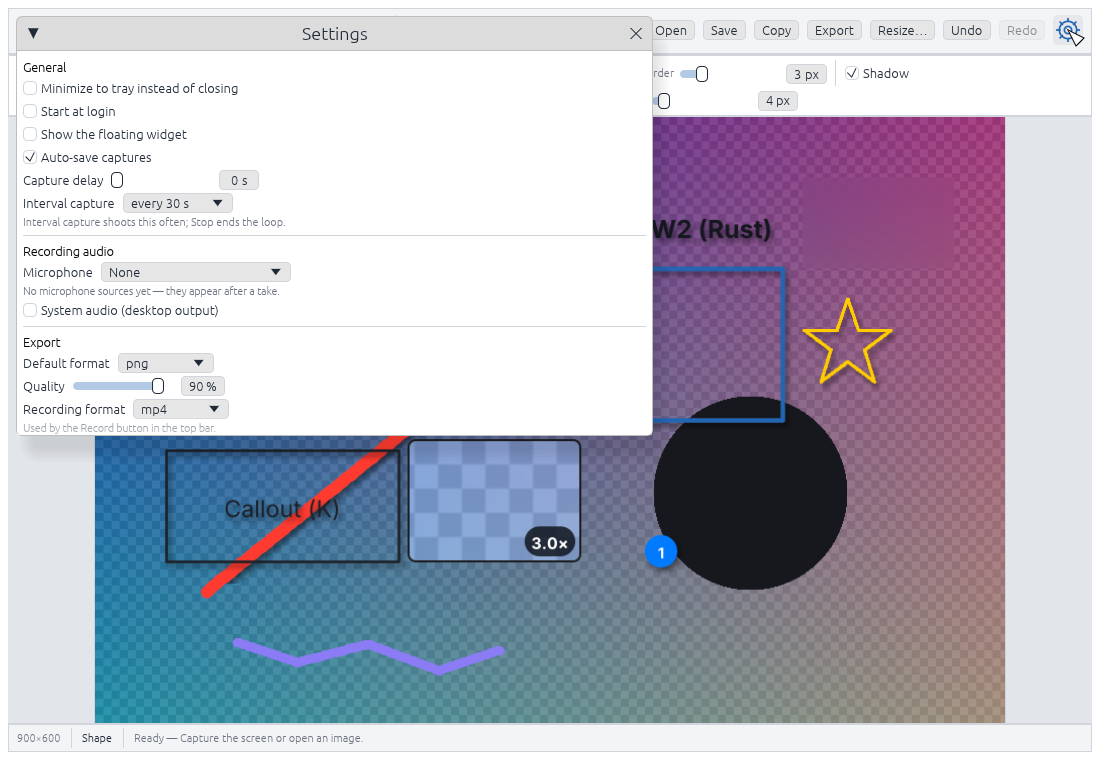 Settings
Open Save Copy Export Resize... Undo Redo
General
Minimize to tray instead of closing
Start at login
Show the floating widget
Auto-save captures
Capture delay 0 s
Interval capture every 30 s
Interval capture shoots this often; Stop ends the loop.
Recording audio
Microphone None
No microphone sources yet — they appear after a take.
System audio (desktop output)
Export
Default format png
Quality 90 %
Recording format mp4
Used by the Record button in the top bar.
rder 3 px Shadow
4 px
W2 (Rust)
Callout (K)
3.0×
1
900×600 Shape Ready — Capture the screen or open an image.